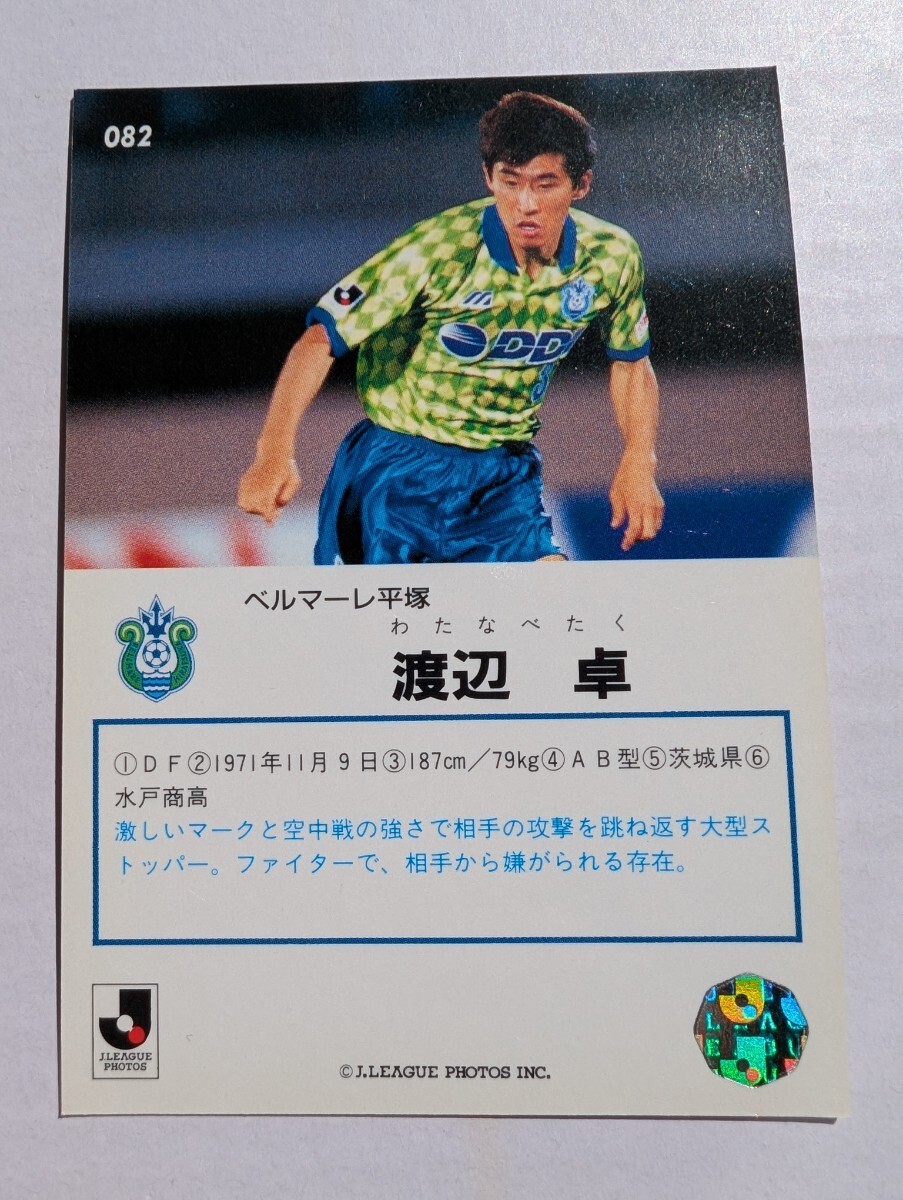 082
DD
ベルマーレ平塚
わたなべたく
渡辺 卓
①DF②1971年11月9日③187cm/79kg④AB型⑤茨城県⑥
水戸商高
激しいマークと空中戦の強さで相手の攻撃を跳ね返す大型ス
トッパー。ファイターで、相手から嫌がられる存在。
J.LEAGUE
PHOTOS
© J.LEAGUE PHOTOS INC.